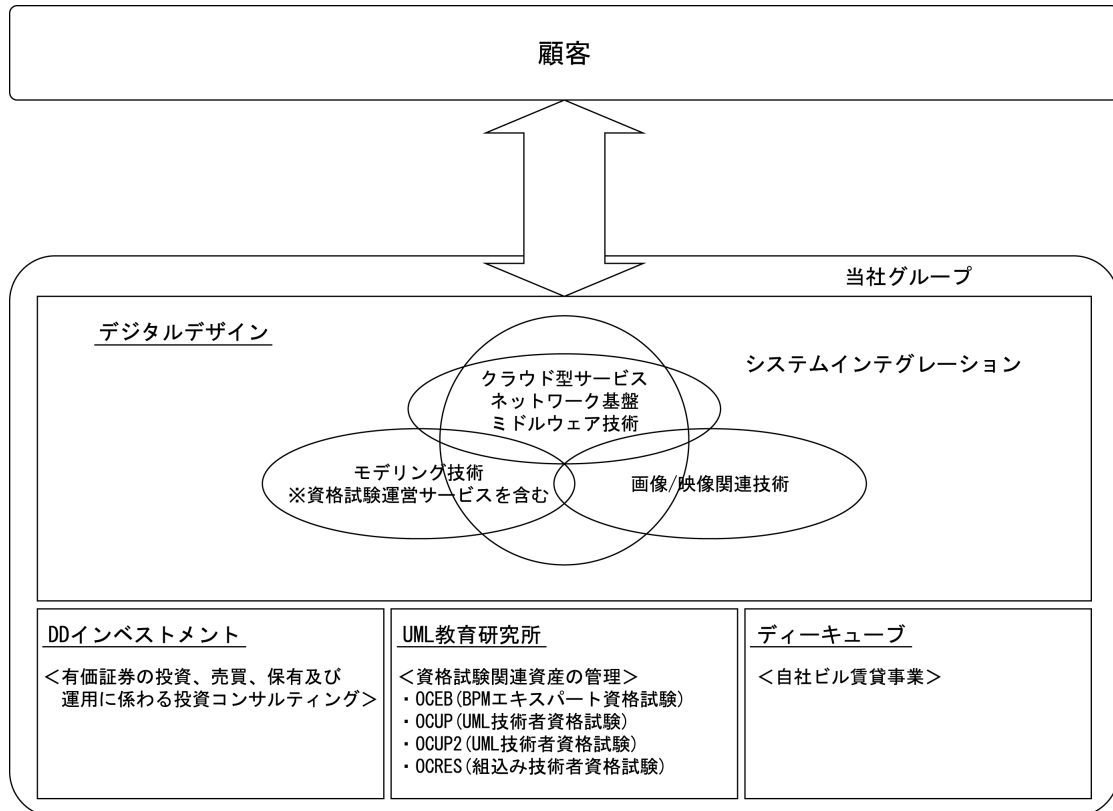 顧客
当社グループ
デジタルデザイン
システムインテグレーション
クラウド型サービス
ネットワーク基盤
ミドルウェア技術
モデリング技術
※資格試験運営サービスを含む
画像/映像関連技術
DDインベストメント
＜有価証券の投資、売買、保有及び
運用に係わる投資コンサルティング＞
UML教育研究所
＜資格試験関連資産の管理＞
・OCEB(BPMエキスパート資格試験)
・OCUP(UML技術者資格試験)
・OCUP2(UML技術者資格試験)
・OCRES(組込み技術者資格試験)
ディーキューブ
＜自社ビル賃貸事業＞